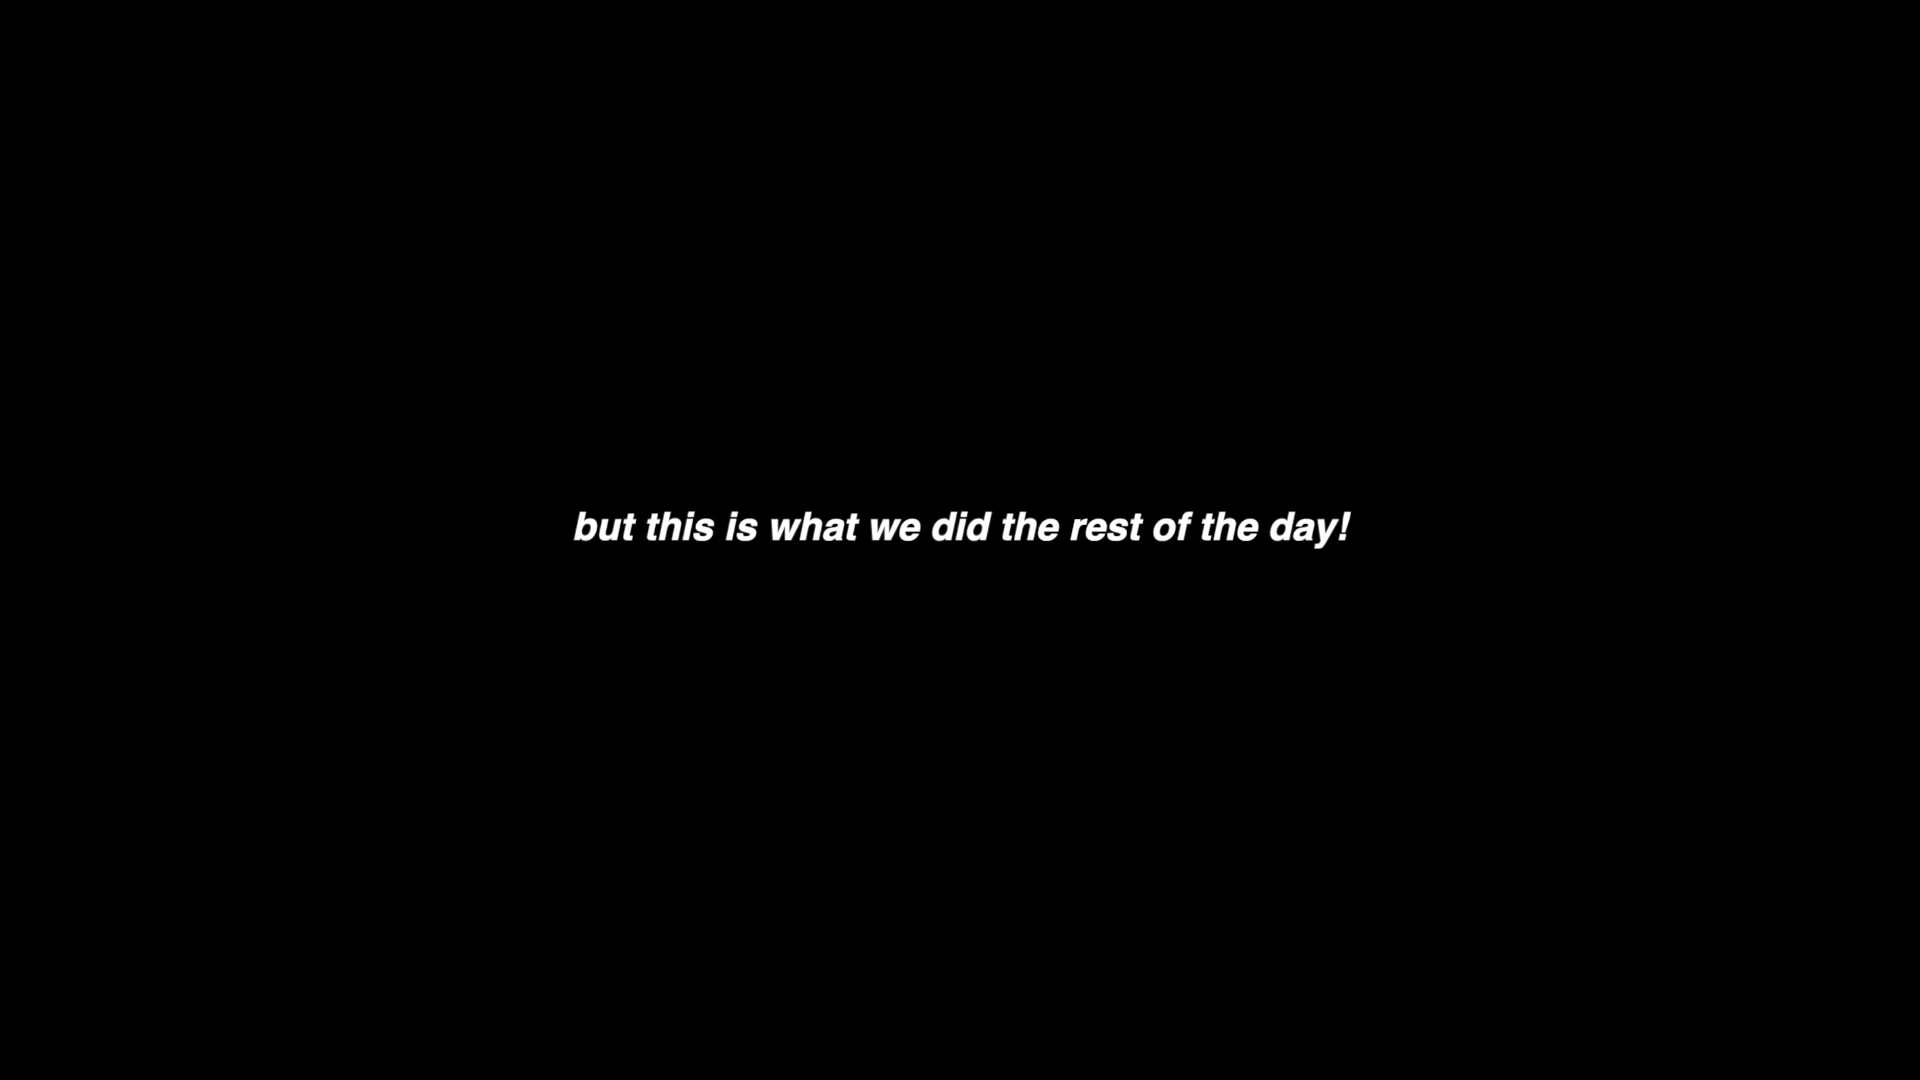 but this is what we did the rest of the day!